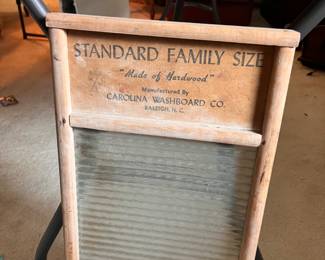 STANDARD FAMILY SIZE
"Made of Hardwood"
Manufactured By
CAROLINA WASHBOARD CO.
RALEIGH, N. C.